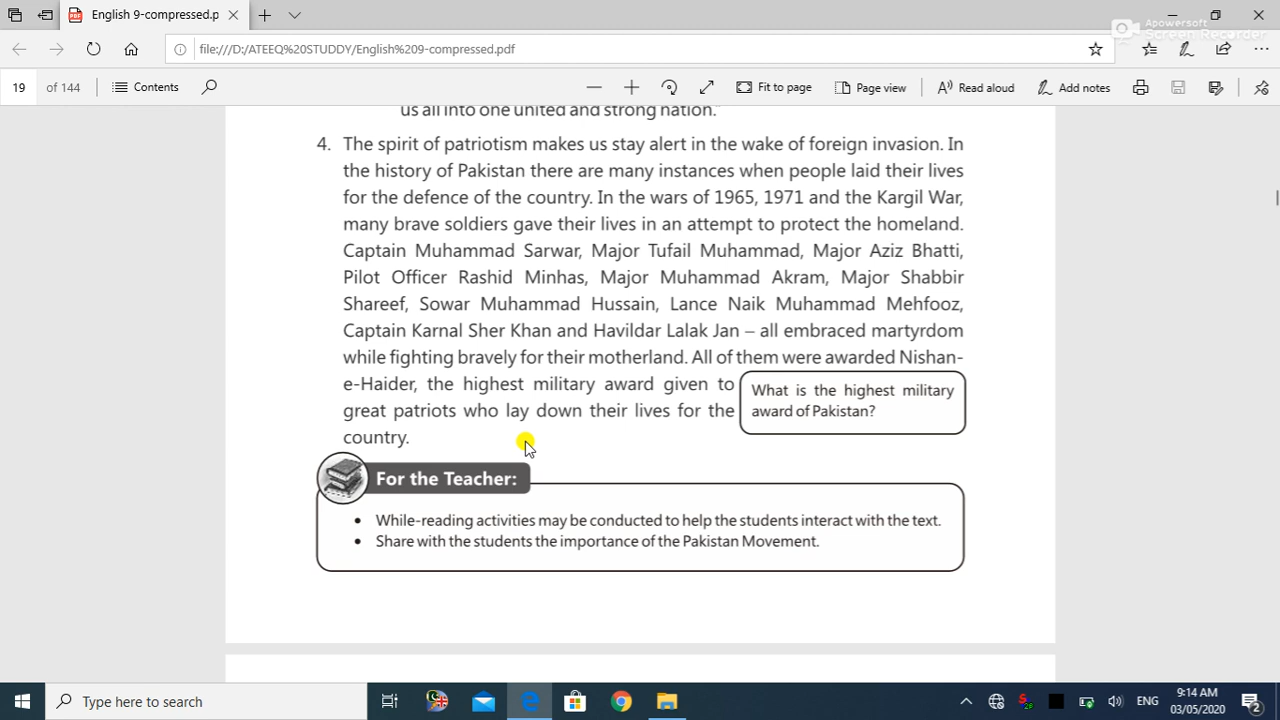 English 9-compressed.p
Apowersoft
Screen Recorder
file:///D:/ATEEQ%20STUDDY/English%209-compressed.pdf
19 of 144 Contents Fit to page Page view Read aloud Add notes
us all into one united and strong nation."
4. The spirit of patriotism makes us stay alert in the wake of foreign invasion. In
the history of Pakistan there are many instances when people laid their lives
for the defence of the country. In the wars of 1965, 1971 and the Kargil War,
many brave soldiers gave their lives in an attempt to protect the homeland.
Captain Muhammad Sarwar, Major Tufail Muhammad, Major Aziz Bhatti,
Pilot Officer Rashid Minhas, Major Muhammad Akram, Major Shabbir
Shareef, Sowar Muhammad Hussain, Lance Naik Muhammad Mehfooz,
Captain Karnal Sher Khan and Havildar Lalak Jan – all embraced martyrdom
while fighting bravely for their motherland. All of them were awarded Nishan-
e-Haider, the highest military award given to
great patriots who lay down their lives for the
country.
What is the highest military
award of Pakistan?
For the Teacher:
• While-reading activities may be conducted to help the students interact with the text.
• Share with the students the importance of the Pakistan Movement.
Type here to search
ENG
9:14 AM
03/05/2020
2